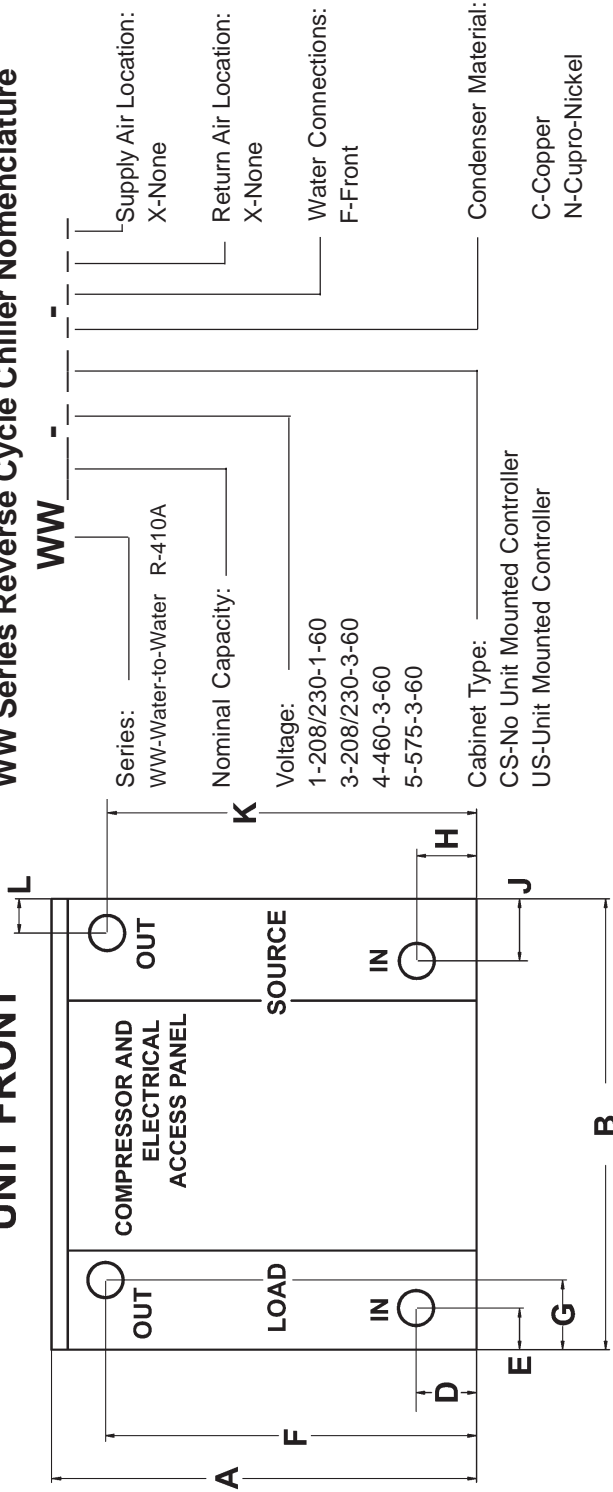 UNIT FRONT
A
F
D
E
G
B
OUT
LOAD
IN
COMPRESSOR AND
ELECTRICAL
ACCESS PANEL
OUT
SOURCE
IN
L
K
H
J
WW Series Reverse Cycle Chiller Nomenclature
WW ___ - _ __ _ - _ _ _
Series:
WW-Water-to-Water R-410A
Nominal Capacity:
Voltage:
1-208/230-1-60
3-208/230-3-60
4-460-3-60
5-575-3-60
Cabinet Type:
CS-No Unit Mounted Controller
US-Unit Mounted Controller
Supply Air Location:
X-None
Return Air Location:
X-None
Water Connections:
F-Front
Condenser Material:
C-Copper
N-Cupro-Nickel